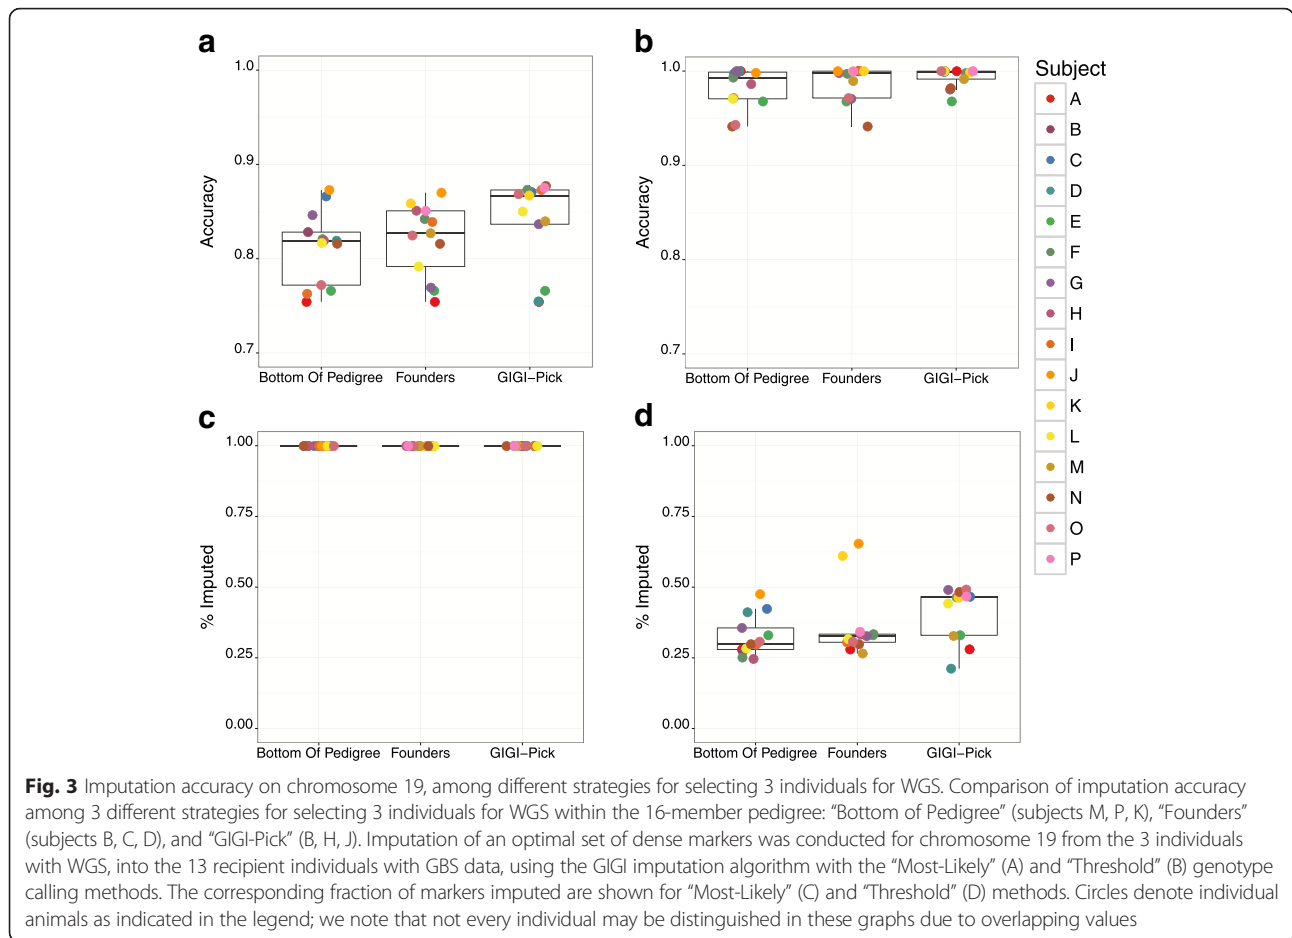 a
1.0
0.9
0.8
0.7
Accuracy
Bottom Of Pedigree Founders GIGI−Pick
b
1.0
0.9
0.8
0.7
Accuracy
Bottom Of Pedigree Founders GIGI−Pick
Subject
A
B
C
D
E
F
G
H
I
J
K
L
M
N
O
P
c
1.00
0.75
0.50
0.25
0.00
% Imputed
Bottom Of Pedigree Founders GIGI−Pick
d
1.00
0.75
0.50
0.25
0.00
% Imputed
Bottom Of Pedigree Founders GIGI−Pick
Fig. 3 Imputation accuracy on chromosome 19, among different strategies for selecting 3 individuals for WGS. Comparison of imputation accuracy
among 3 different strategies for selecting 3 individuals for WGS within the 16-member pedigree: “Bottom of Pedigree” (subjects M, P, K), “Founders”
(subjects B, C, D), and “GIGI-Pick” (B, H, J). Imputation of an optimal set of dense markers was conducted for chromosome 19 from the 3 individuals
with WGS, into the 13 recipient individuals with GBS data, using the GIGI imputation algorithm with the “Most-Likely” (A) and “Threshold” (B) genotype
calling methods. The corresponding fraction of markers imputed are shown for “Most-Likely” (C) and “Threshold” (D) methods. Circles denote individual
animals as indicated in the legend; we note that not every individual may be distinguished in these graphs due to overlapping values